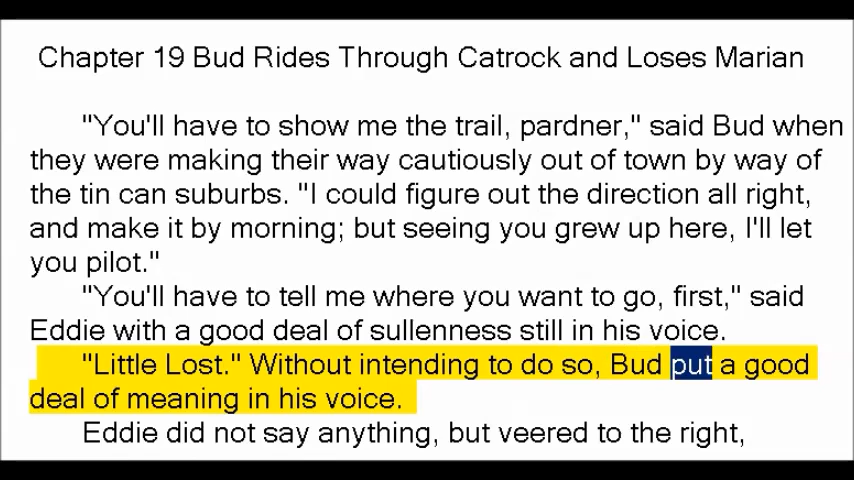 Chapter 19 Bud Rides Through Catrock and Loses Marian
"You'll have to show me the trail, pardner," said Bud when
they were making their way cautiously out of town by way of
the tin can suburbs. "I could figure out the direction all right,
and make it by morning; but seeing you grew up here, I'll let
you pilot."
"You'll have to tell me where you want to go, first," said
Eddie with a good deal of sullenness still in his voice.
"Little Lost." Without intending to do so, Bud put a good
deal of meaning in his voice.
Eddie did not say anything, but veered to the right,